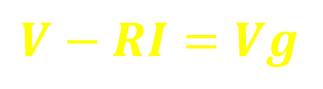 V − RI = Vg